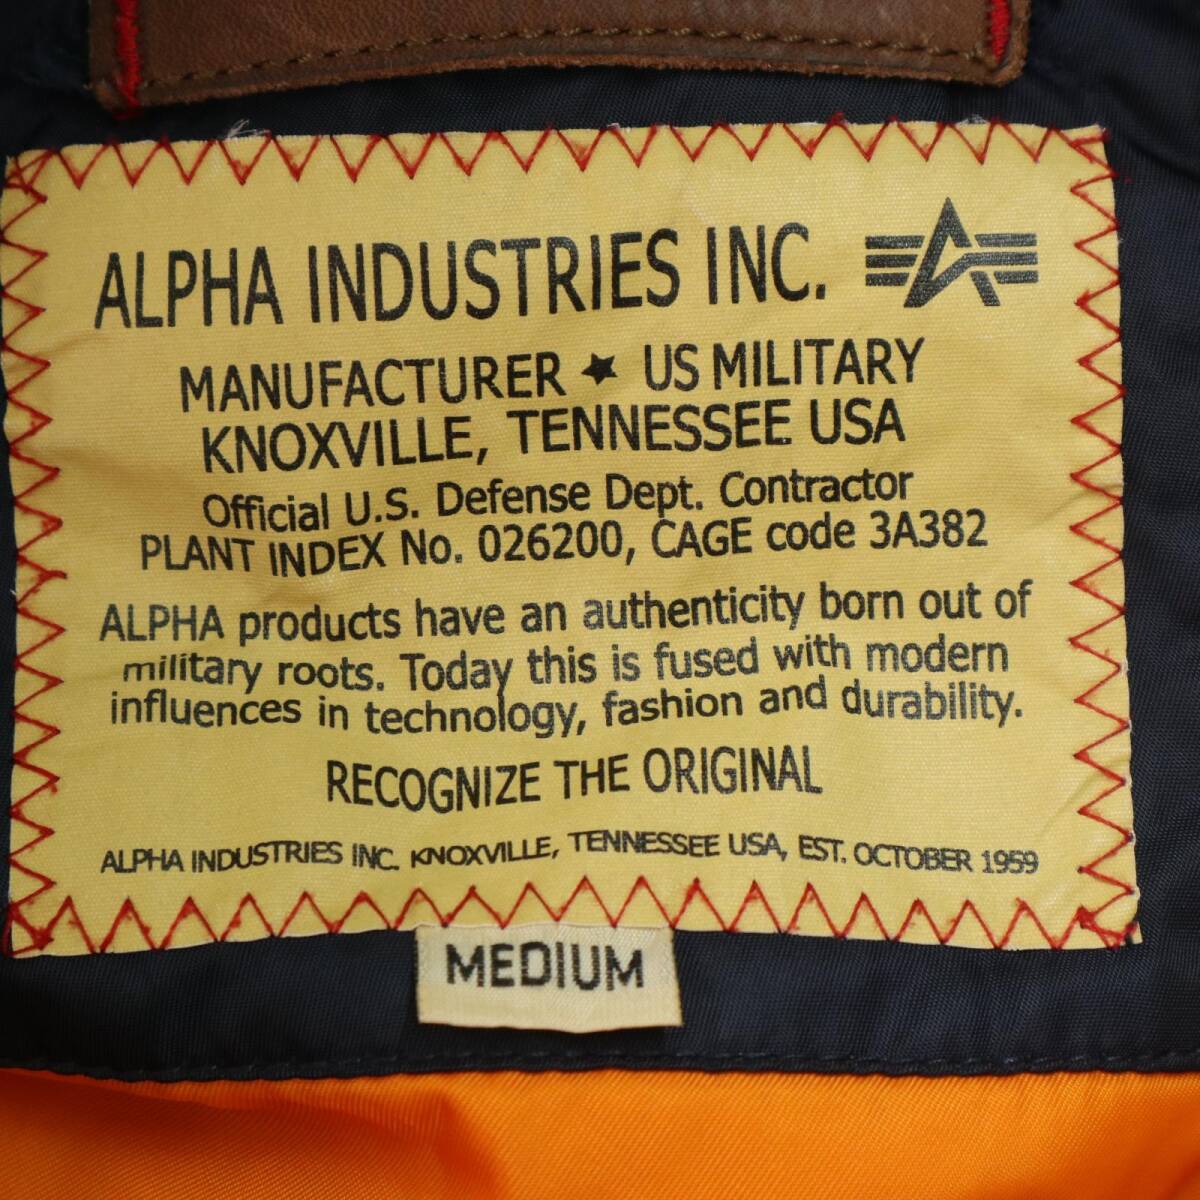 ALPHA INDUSTRIES INC.
MANUFACTURER ★ US MILITARY
KNOXVILLE, TENNESSEE USA
Official U.S. Defense Dept. Contractor
PLANT INDEX No. 026200, CAGE code 3A382
ALPHA products have an authenticity born out of
military roots. Today this is fused with modern
influences in technology, fashion and durability.
RECOGNIZE THE ORIGINAL
ALPHA INDUSTRIES INC. KNOXVILLE, TENNESSEE USA, EST. OCTOBER 1959
MEDIUM